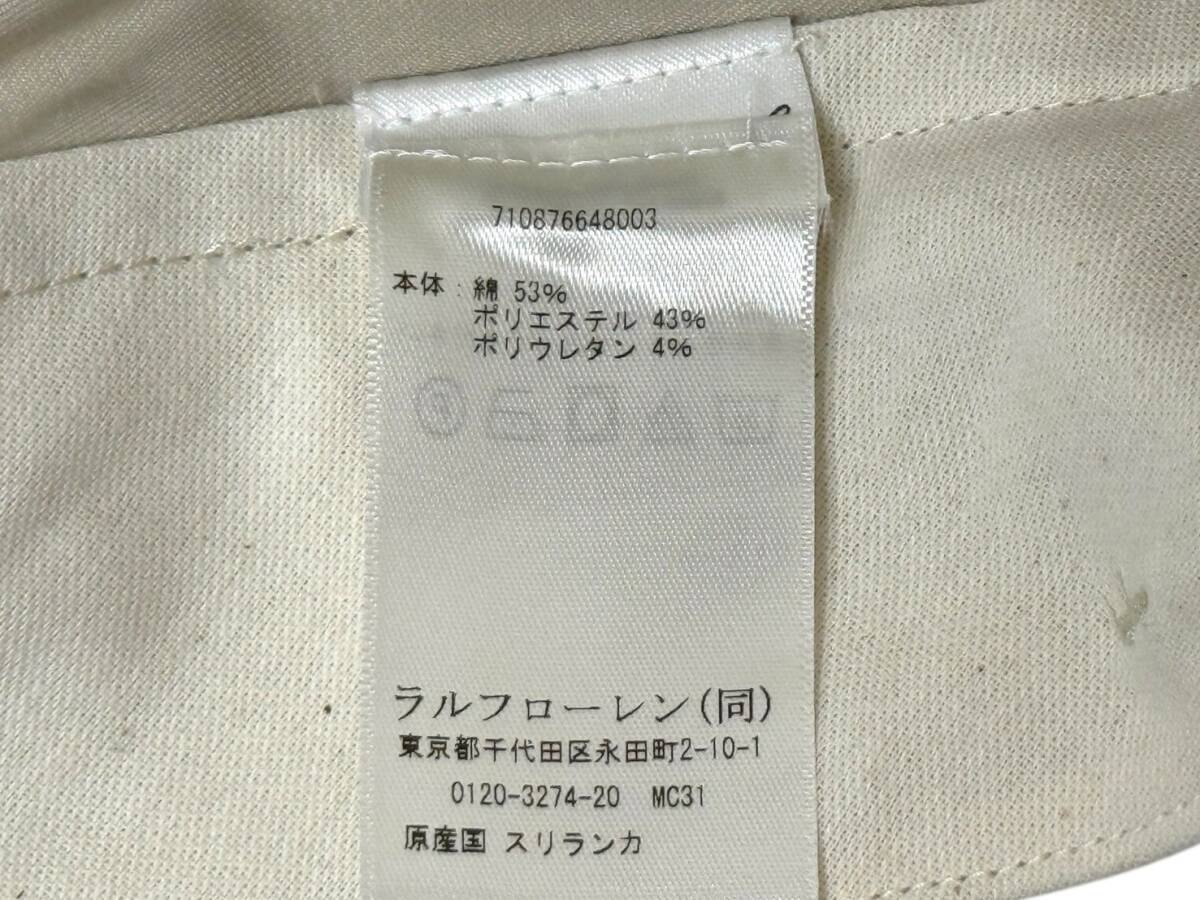 710876648003
本体：綿 53%
ポリエステル 43%
ポリウレタン 4%
ラルフローレン(同)
東京都千代田区永田町2-10-1
0120-3274-20 MC31
原産国 スリランカ